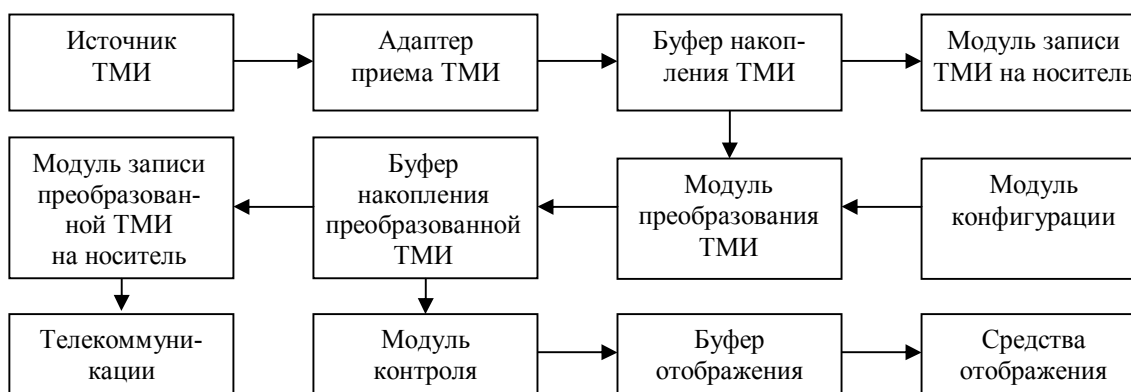 Источник
ТМИ
Адаптер
приема ТМИ
Буфер накоп-
ления ТМИ
Модуль записи
ТМИ на носитель
Модуль записи
преобразован-
ной ТМИ
на носитель
Буфер
накопления
преобразованной
ТМИ
Модуль
преобразования
ТМИ
Модуль
конфигурации
Телекоммуни-
кации
Модуль
контроля
Буфер
отображения
Средства
отображения